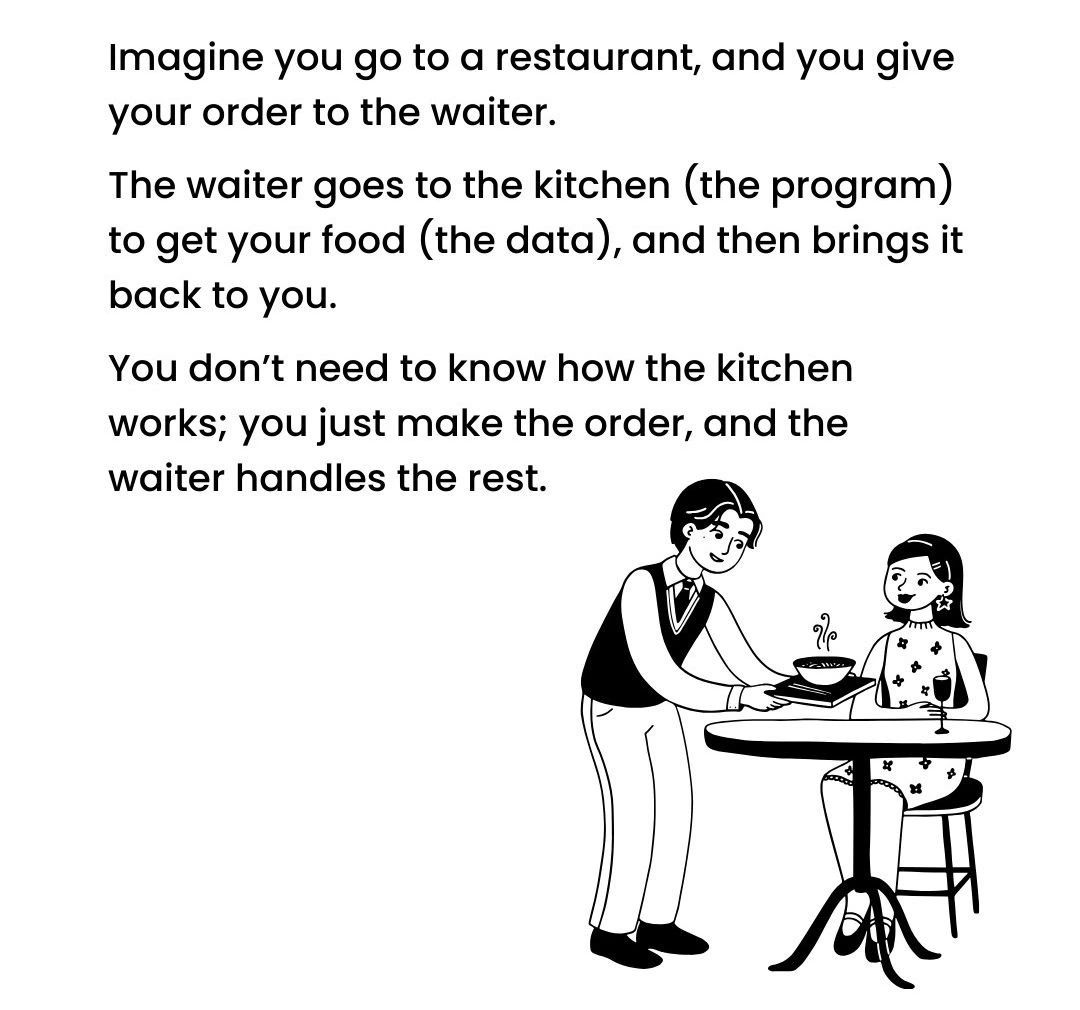 Imagine you go to a restaurant, and you give
your order to the waiter.
The waiter goes to the kitchen (the program)
to get your food (the data), and then brings it
back to you.
You don’t need to know how the kitchen
works; you just make the order, and the
waiter handles the rest.